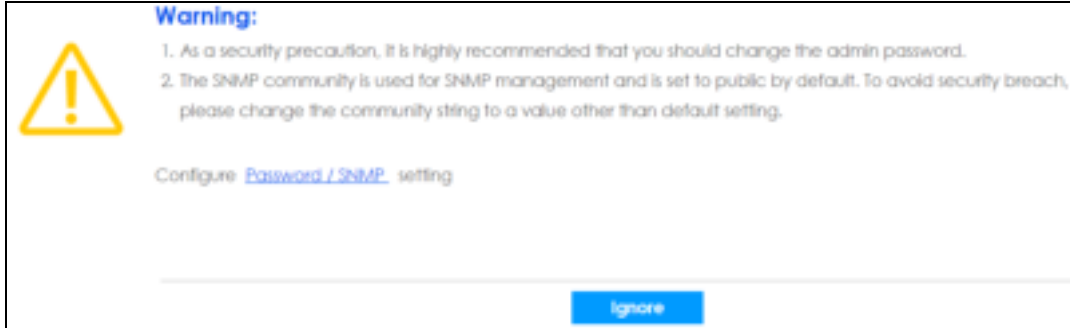 Warning:
1. As a security precaution, it is highly recommended that you should change the admin password.
2. The SNMP community is used for SNMP management and is set to public by default. To avoid security breach,
please change the community string to a value other than default setting.
Configure Password / SNMP setting
Ignore